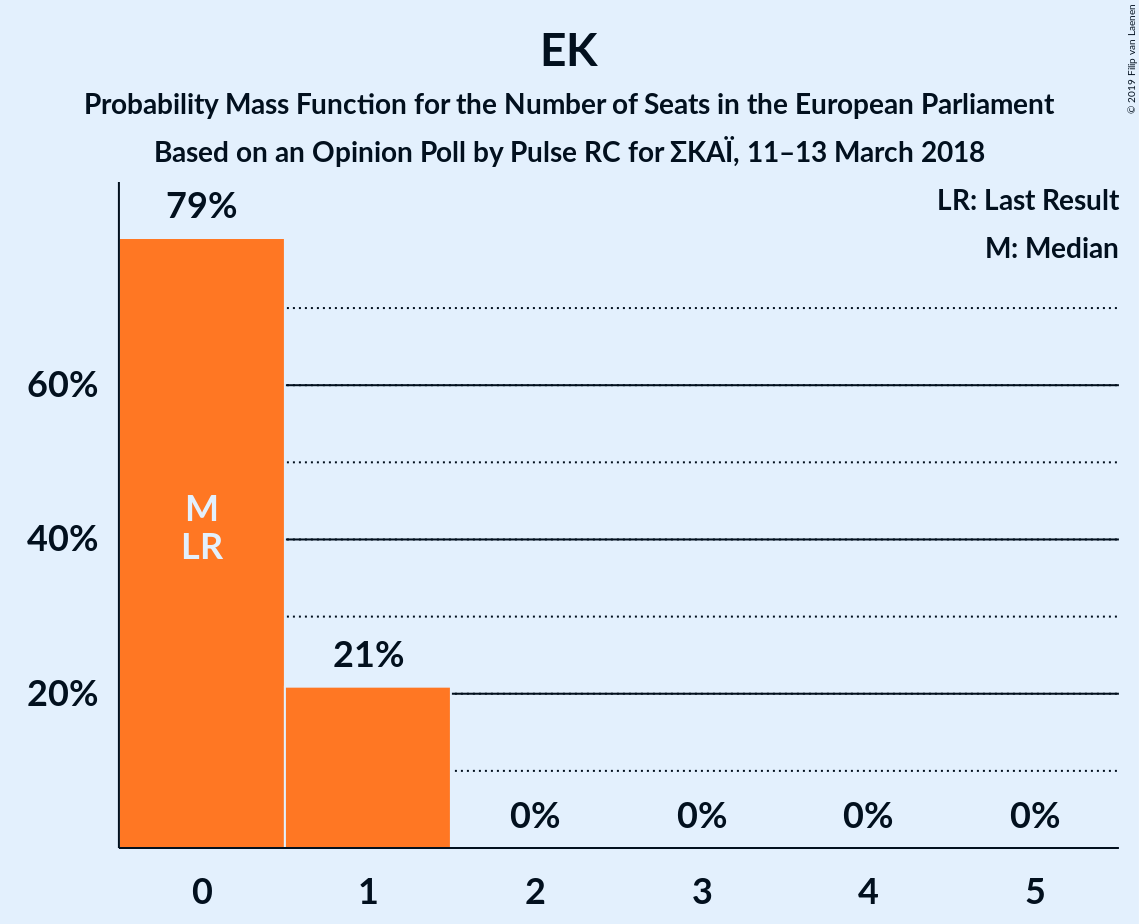 EK
Probability Mass Function for the Number of Seats in the European Parliament
Based on an Opinion Poll by Pulse RC for ΣΚΑΪ, 11–13 March 2018
© 2019 Filip van Laenen
LR: Last Result
M: Median
79%
60%
M
40%
LR
21%
20%
0% 0% 0% 0%
0 1 2 3 4 5